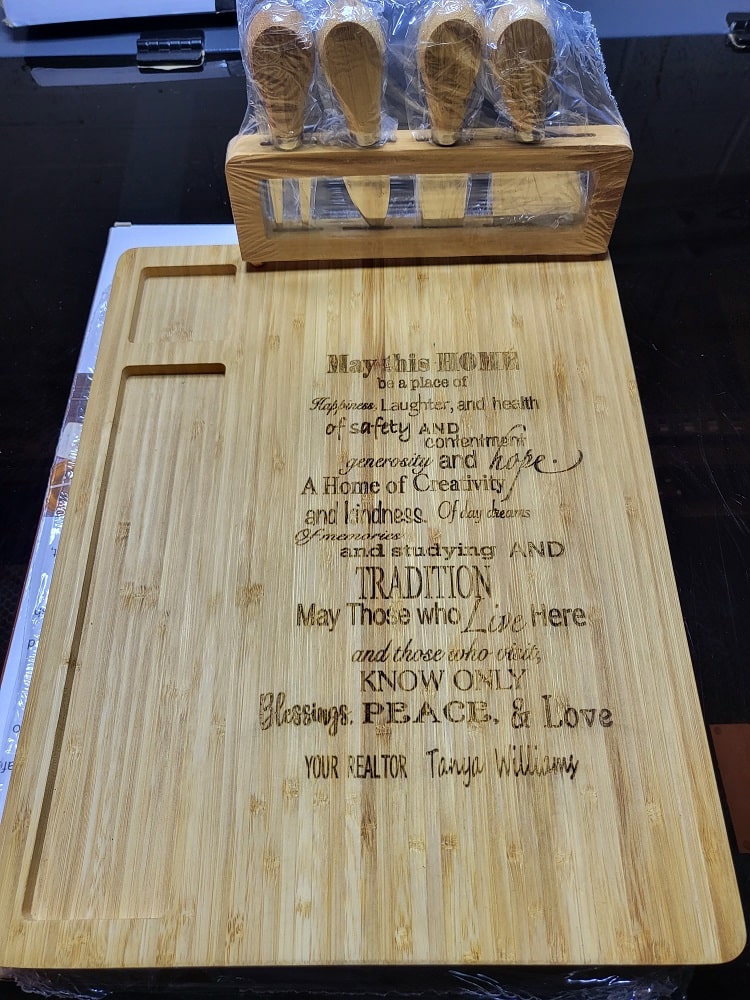 May this HOME
be a place of
Happiness, Laughter, and health
of safety AND
contentment
generosity and hope.
A Home of Creativity
and kindness. Of day dreams
Of memories
and studying AND
TRADITION
May Those who Live Here
and those who visit,
KNOW ONLY
Blessings, PEACE, & Love
YOUR REALTOR Tanya Williams